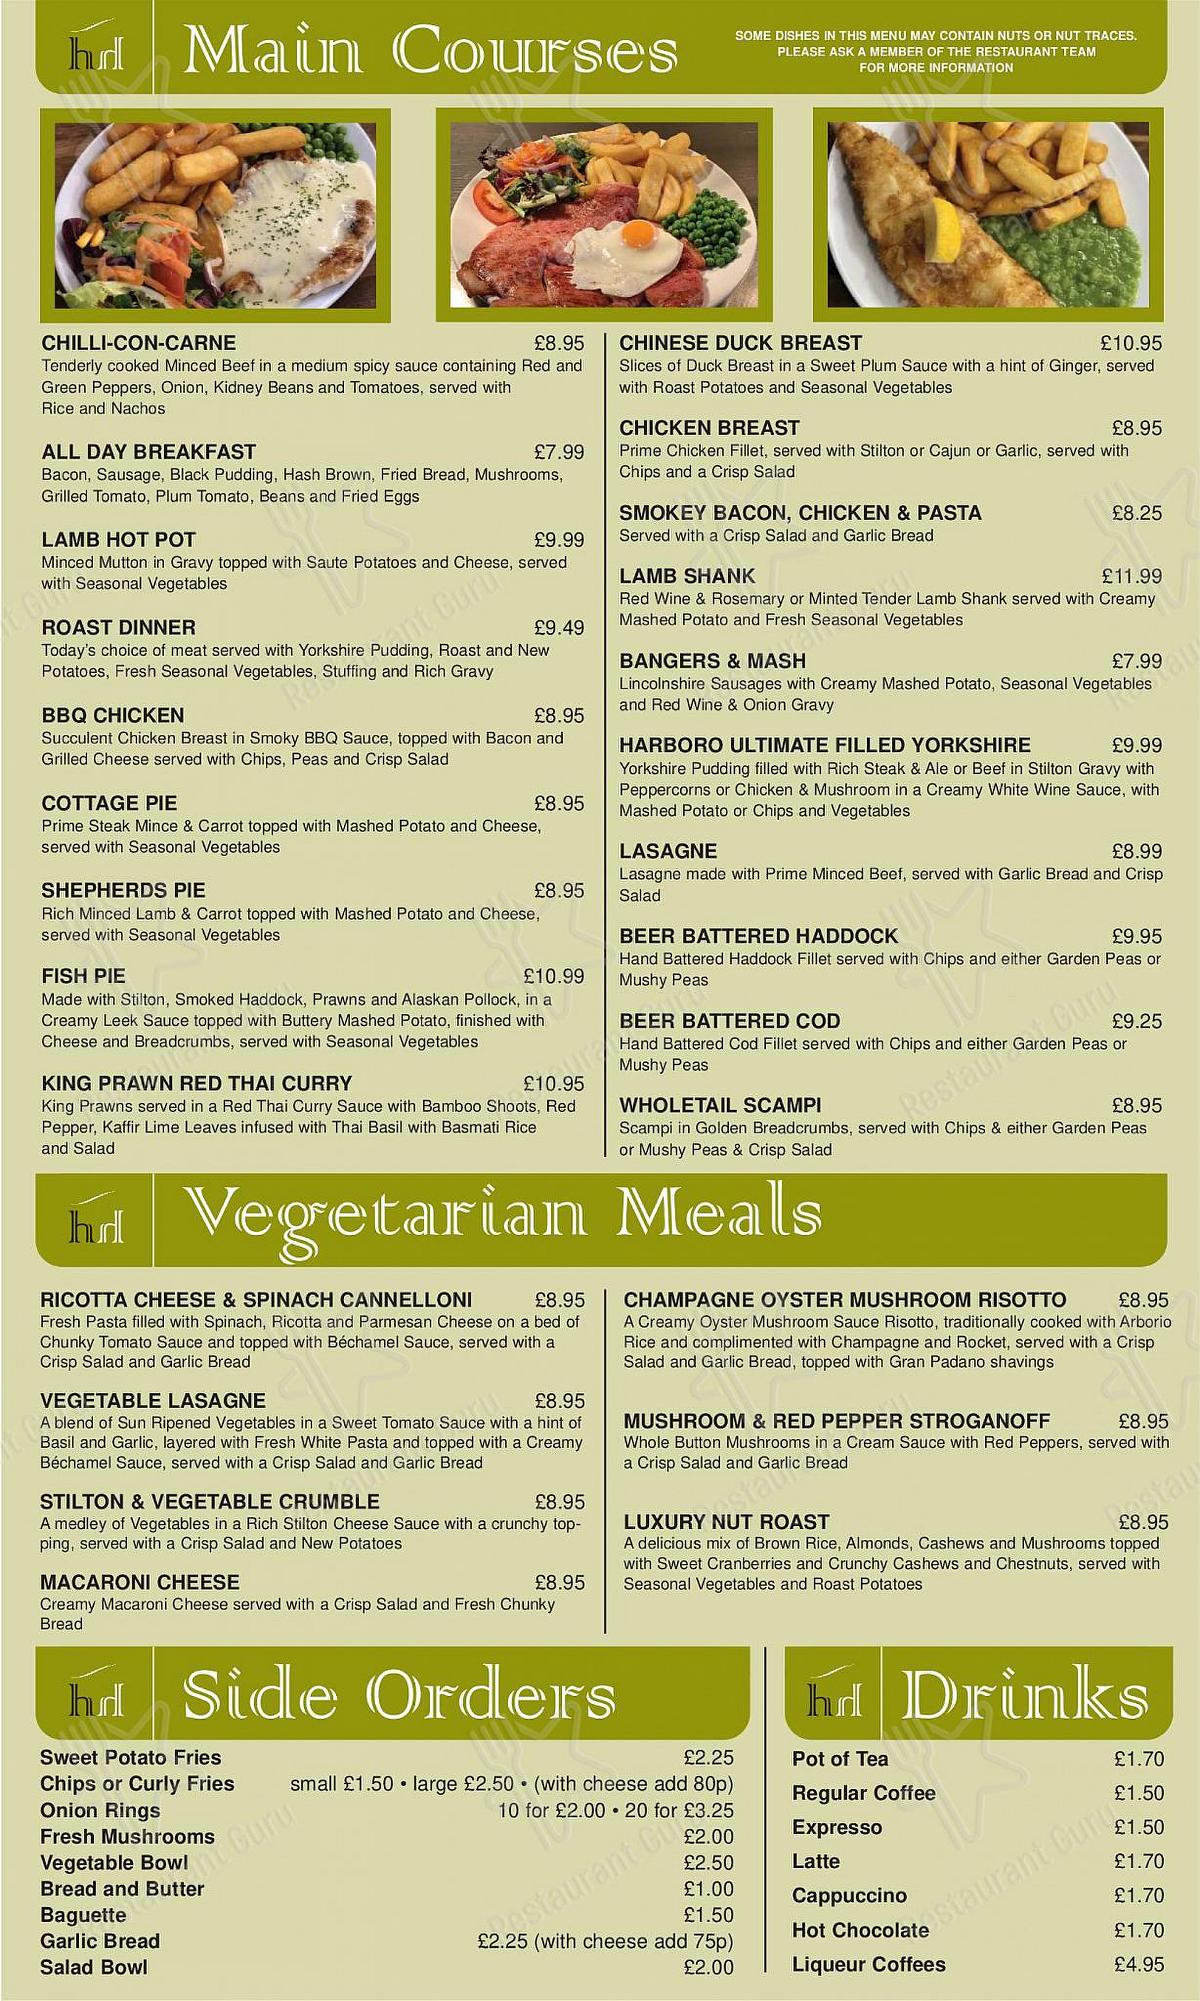 hrd Main Courses
SOME DISHES IN THIS MENU MAY CONTAIN NUTS OR NUT TRACES.
PLEASE ASK A MEMBER OF THE RESTAURANT TEAM
FOR MORE INFORMATION
CHILLI-CON-CARNE £8.95
Tenderly cooked Minced Beef in a medium spicy sauce containing Red and
Green Peppers, Onion, Kidney Beans and Tomatoes, served with
Rice and Nachos
ALL DAY BREAKFAST £7.99
Bacon, Sausage, Black Pudding, Hash Brown, Fried Bread, Mushrooms,
Grilled Tomato, Plum Tomato, Beans and Fried Eggs
LAMB HOT POT £9.99
Minced Mutton in Gravy topped with Saute Potatoes and Cheese, served
with Seasonal Vegetables
ROAST DINNER £9.49
Today's choice of meat served with Yorkshire Pudding, Roast and New
Potatoes, Fresh Seasonal Vegetables, Stuffing and Rich Gravy
BBQ CHICKEN £8.95
Succulent Chicken Breast in Smoky BBQ Sauce, topped with Bacon and
Grilled Cheese served with Chips, Peas and Crisp Salad
COTTAGE PIE £8.95
Prime Steak Mince & Carrot topped with Mashed Potato and Cheese,
served with Seasonal Vegetables
SHEPHERDS PIE £8.95
Rich Minced Lamb & Carrot topped with Mashed Potato and Cheese,
served with Seasonal Vegetables
FISH PIE £10.99
Made with Stilton, Smoked Haddock, Prawns and Alaskan Pollock, in a
Creamy Leek Sauce topped with Buttery Mashed Potato, finished with
Cheese and Breadcrumbs, served with Seasonal Vegetables
KING PRAWN RED THAI CURRY £10.95
King Prawns served in a Red Thai Curry Sauce with Bamboo Shoots, Red
Pepper, Kaffir Lime Leaves infused with Thai Basil with Basmati Rice
and Salad
CHINESE DUCK BREAST £10.95
Slices of Duck Breast in a Sweet Plum Sauce with a hint of Ginger, served
with Roast Potatoes and Seasonal Vegetables
CHICKEN BREAST £8.95
Prime Chicken Fillet, served with Stilton or Cajun or Garlic, served with
Chips and a Crisp Salad
SMOKEY BACON, CHICKEN & PASTA £8.25
Served with a Crisp Salad and Garlic Bread
LAMB SHANK £11.99
Red Wine & Rosemary or Minted Tender Lamb Shank served with Creamy
Mashed Potato and Fresh Seasonal Vegetables
BANGERS & MASH £7.99
Lincolnshire Sausages with Creamy Mashed Potato, Seasonal Vegetables
and Red Wine & Onion Gravy
HARBORO ULTIMATE FILLED YORKSHIRE £9.99
Yorkshire Pudding filled with Rich Steak & Ale or Beef in Stilton Gravy with
Peppercorns or Chicken & Mushroom in a Creamy White Wine Sauce, with
Mashed Potato or Chips and Vegetables
LASAGNE £8.99
Lasagne made with Prime Minced Beef, served with Garlic Bread and Crisp
Salad
BEER BATTERED HADDOCK £9.95
Hand Battered Haddock Fillet served with Chips and either Garden Peas or
Mushy Peas
BEER BATTERED COD £9.25
Hand Battered Cod Fillet served with Chips and either Garden Peas or
Mushy Peas
WHOLETAIL SCAMPI £8.95
Scampi in Golden Breadcrumbs, served with Chips & either Garden Peas
or Mushy Peas & Crisp Salad
hrd Vegetarian Meals
RICOTTA CHEESE & SPINACH CANNELLONI £8.95
Fresh Pasta filled with Spinach, Ricotta and Parmesan Cheese on a bed of
Chunky Tomato Sauce and topped with Béchamel Sauce, served with a
Crisp Salad and Garlic Bread
VEGETABLE LASAGNE £8.95
A blend of Sun Ripened Vegetables in a Sweet Tomato Sauce with a hint of
Basil and Garlic, layered with Fresh White Pasta and topped with a Creamy
Béchamel Sauce, served with a Crisp Salad and Garlic Bread
STILTON & VEGETABLE CRUMBLE £8.95
A medley of Vegetables in a Rich Stilton Cheese Sauce with a crunchy top-
ping, served with a Crisp Salad and New Potatoes
MACARONI CHEESE £8.95
Creamy Macaroni Cheese served with a Crisp Salad and Fresh Chunky
Bread
CHAMPAGNE OYSTER MUSHROOM RISOTTO £8.95
A Creamy Oyster Mushroom Sauce Risotto, traditionally cooked with Arborio
Rice and complimented with Champagne and Rocket, served with a Crisp
Salad and Garlic Bread, topped with Gran Padano shavings
MUSHROOM & RED PEPPER STROGANOFF £8.95
Whole Button Mushrooms in a Cream Sauce with Red Peppers, served with
a Crisp Salad and Garlic Bread
LUXURY NUT ROAST £8.95
A delicious mix of Brown Rice, Almonds, Cashews and Mushrooms topped
with Sweet Cranberries and Crunchy Cashews and Chestnuts, served with
Seasonal Vegetables and Roast Potatoes
hrd Side Orders
Sweet Potato Fries £2.25
Chips or Curly Fries small £1.50 • large £2.50 • (with cheese add 80p)
Onion Rings 10 for £2.00 • 20 for £3.25
Fresh Mushrooms £2.00
Vegetable Bowl £2.50
Bread and Butter £1.00
Baguette £1.50
Garlic Bread £2.25 (with cheese add 75p)
Salad Bowl £2.00
hrd Drinks
Pot of Tea £1.70
Regular Coffee £1.50
Expresso £1.50
Latte £1.70
Cappuccino £1.70
Hot Chocolate £1.70
Liqueur Coffees £4.95
Restaurant Guru